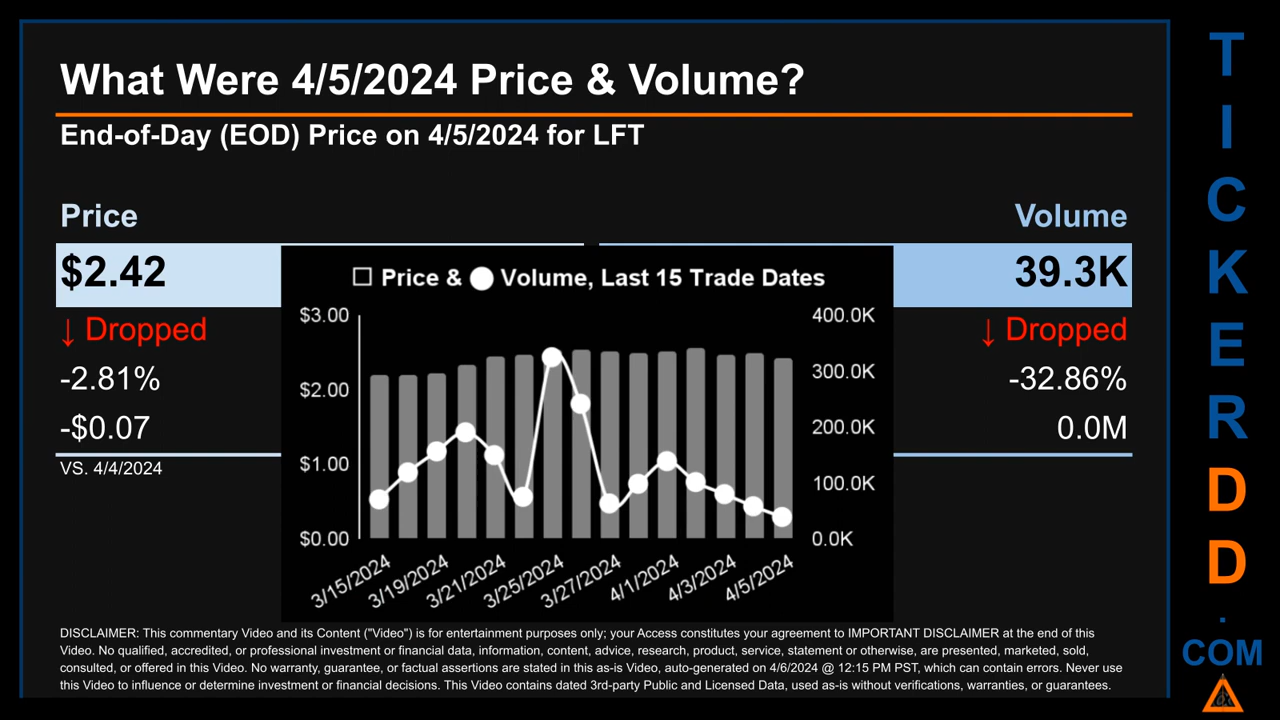 What Were 4/5/2024 Price & Volume?
End-of-Day (EOD) Price on 4/5/2024 for LFT
Price
Volume
$2.42
39.3K
↓ Dropped
↓ Dropped
-2.81%
-32.86%
-$0.07
0.0M
VS. 4/4/2024
Price & Volume, Last 15 Trade Dates
$3.00
$2.00
$1.00
$0.00
400.0K
300.0K
200.0K
100.0K
0.0K
3/15/2024
3/19/2024
3/21/2024
3/25/2024
3/27/2024
4/1/2024
4/3/2024
4/5/2024
DISCLAIMER: This commentary Video and its Content ("Video") is for entertainment purposes only; your Access constitutes your agreement to IMPORTANT DISCLAIMER at the end of this
Video. No qualified, accredited, or professional investment or financial data, information, content, advice, research, product, service, statement or otherwise, are presented, marketed, sold,
consulted, or offered in this Video. No warranty, guarantee, or factual assertions are stated in this as-is Video, auto-generated on 4/6/2024 @ 12:15 PM PST, which can contain errors. Never use
this Video to influence or determine investment or financial decisions. This Video contains dated 3rd-party Public and Licensed Data, used as-is without verifications, warranties, or guarantees.
T
I
C
K
E
R
D
D
.
COM